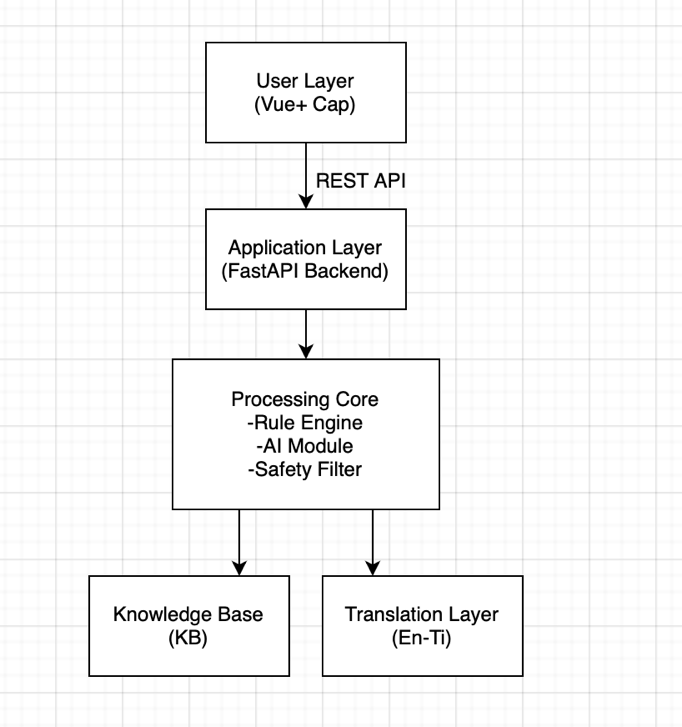 User Layer
(Vue+ Cap)
REST API
Application Layer
(FastAPI Backend)
Processing Core
-Rule Engine
-AI Module
-Safety Filter
Knowledge Base
(KB)
Translation Layer
(En-Ti)